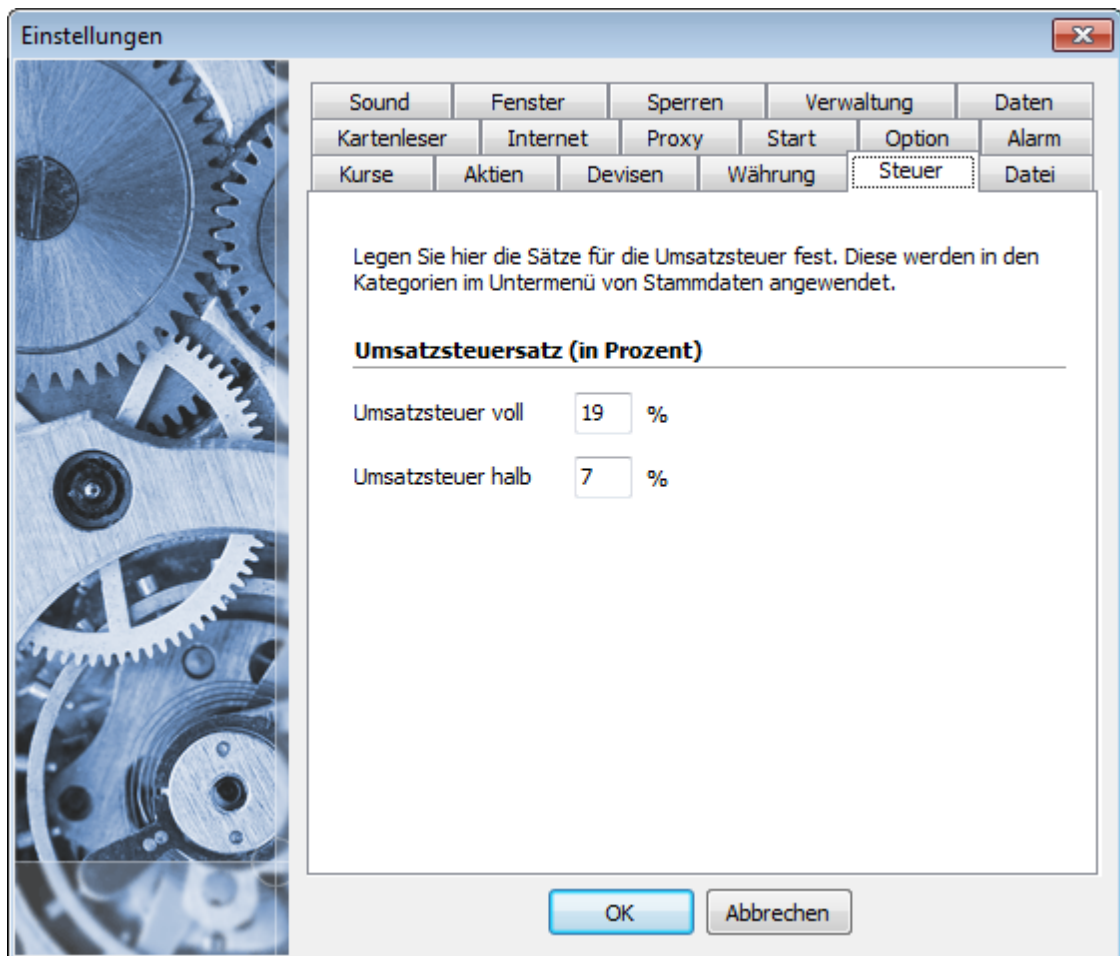 Einstellungen
Sound Fenster Sperren Verwaltung Daten
Kartenleser Internet Proxy Start Option Alarm
Kurse Aktien Devisen Währung Steuer Datei
Legen Sie hier die Sätze für die Umsatzsteuer fest. Diese werden in den
Kategorien im Untermenü von Stammdaten angewendet.
Umsatzsteuersatz (in Prozent)
Umsatzsteuer voll 19 %
Umsatzsteuer halb 7 %
OK Abbrechen